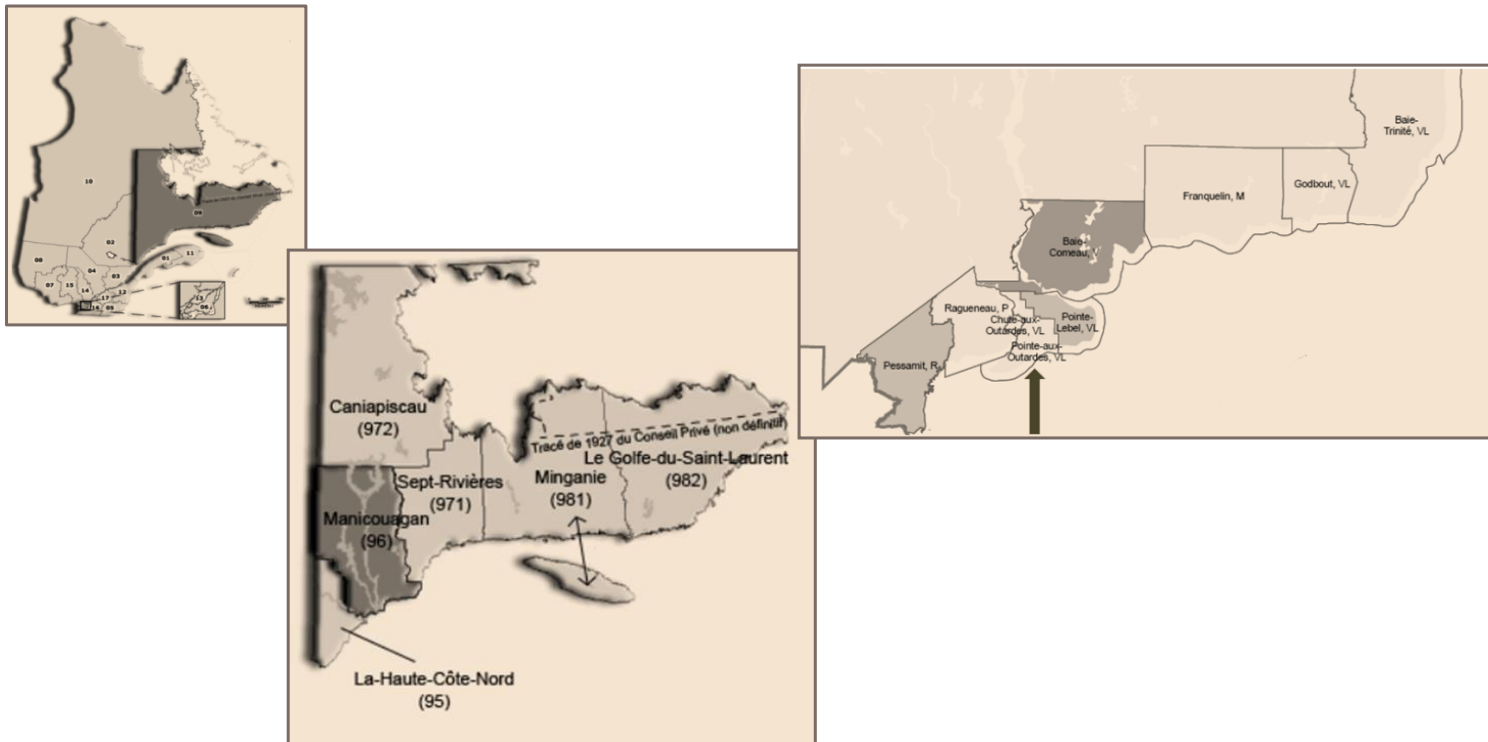 10
09
02
08
01
11
04
03
07
15
14
12
17
16
05
13
06
Caniapiscau
(972)
Tracé de 1927 du Conseil Privé (non définitif)
Le Golfe-du-Saint-Laurent
(982)
Sept-Rivières
(971)
Minganie
(981)
Manicouagan
(96)
La-Haute-Côte-Nord
(95)
Baie-
Trinité, VL
Godbout, VL
Franquelin, M
Baie-
Comeau, V
Ragueneau, P
Chute-aux-
Outardes, VL
Pointe-
Lebel, VL
Pointe-aux-
Outardes, VL
Pessamit, R